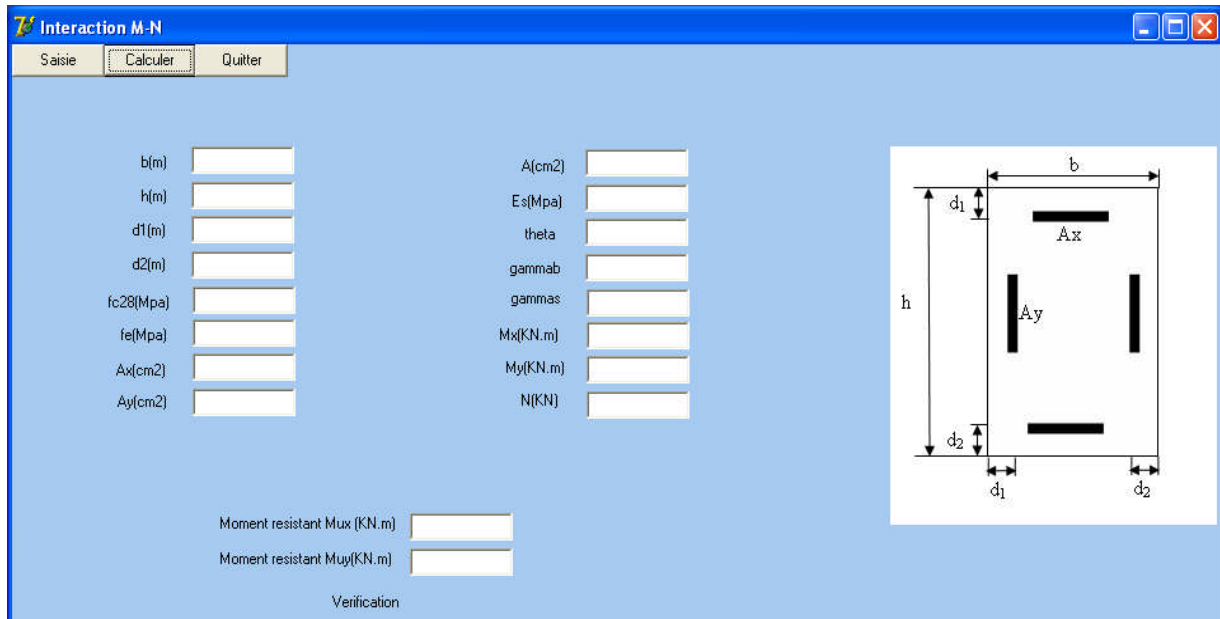 Interaction M-N
Saisie Calculer Quitter
b(m)
h(m)
d1(m)
d2(m)
fc28(Mpa)
fe(Mpa)
Ax(cm2)
Ay(cm2)
A(cm2)
Es(Mpa)
theta
gammab
gammas
Mx(KN.m)
My(KN.m)
N(KN)
b
d1
Ax
h
Ay
d2
d1 d2
Moment resistant Mux (KN.m)
Moment resistant Muy(KN.m)
Verification